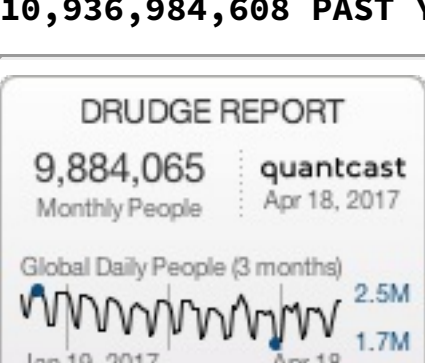 10,936,984,608 PAST Y
DRUDGE REPORT
9,884,065
Monthly People
quantcast
Apr 18, 2017
Global Daily People (3 months)
2.5M
1.7M
Jan 19, 2017 Apr 18